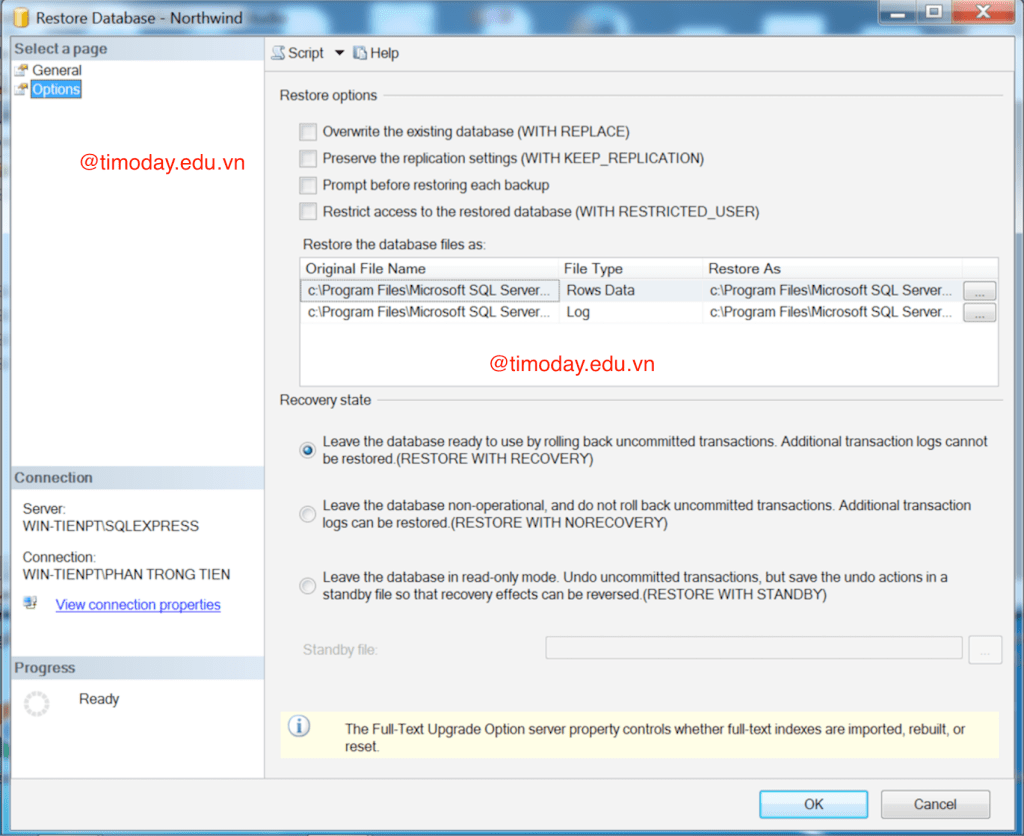 Restore Database - Northwind
Select a page
General
Options
@timoday.edu.vn
Connection
Server:
WIN-TIENPT\SQLEXPRESS
Connection:
WIN-TIENPT\PHAN TRONG TIEN
View connection properties
Progress
Ready
Script
Help
Restore options
Overwrite the existing database (WITH REPLACE)
Preserve the replication settings (WITH KEEP_REPLICATION)
Prompt before restoring each backup
Restrict access to the restored database (WITH RESTRICTED_USER)
Restore the database files as:
Original File Name File Type Restore As
c:\Program Files\Microsoft SQL Server... Rows Data c:\Program Files\Microsoft SQL Server... ...
c:\Program Files\Microsoft SQL Server... Log c:\Program Files\Microsoft SQL Server... ...
@timoday.edu.vn
Recovery state
Leave the database ready to use by rolling back uncommitted transactions. Additional transaction logs cannot
be restored.(RESTORE WITH RECOVERY)
Leave the database non-operational, and do not roll back uncommitted transactions. Additional transaction
logs can be restored.(RESTORE WITH NORECOVERY)
Leave the database in read-only mode. Undo uncommitted transactions, but save the undo actions in a
standby file so that recovery effects can be reversed.(RESTORE WITH STANDBY)
Standby file: ...
The Full-Text Upgrade Option server property controls whether full-text indexes are imported, rebuilt, or
reset.
OK Cancel